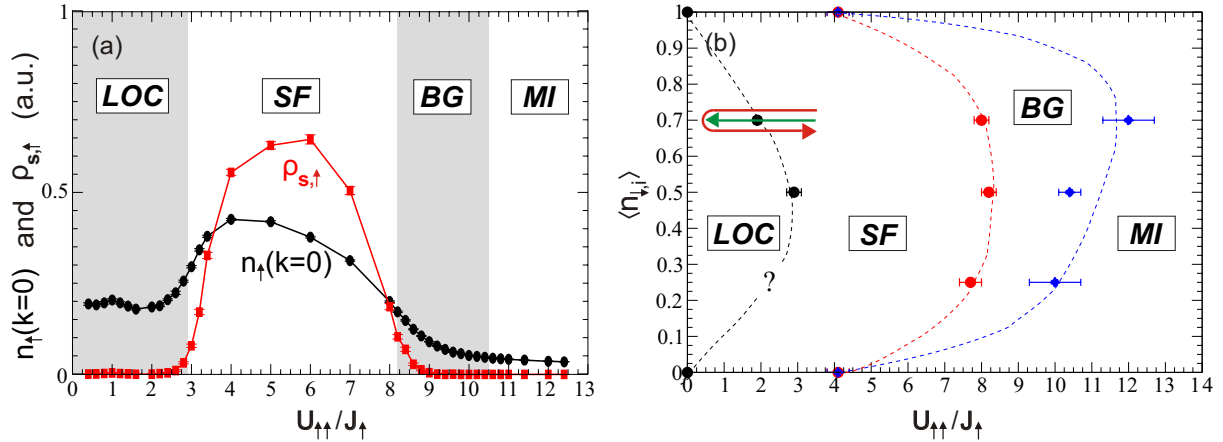 (a)
LOC
SF
BG
MI
ρs,↑
n↑(k=0)
n↑(k=0) and ρs,↑ (a.u.)
1
0.5
0
0 1 2 3 4 5 6 7 8 9 10 11 12 13
U↑↑/J↑
(b)
BG
LOC
SF
MI
?
⟨n↓,i⟩
1
0.9
0.8
0.7
0.6
0.5
0.4
0.3
0.2
0.1
0
0 1 2 3 4 5 6 7 8 9 10 11 12 13 14
U↑↑/J↑